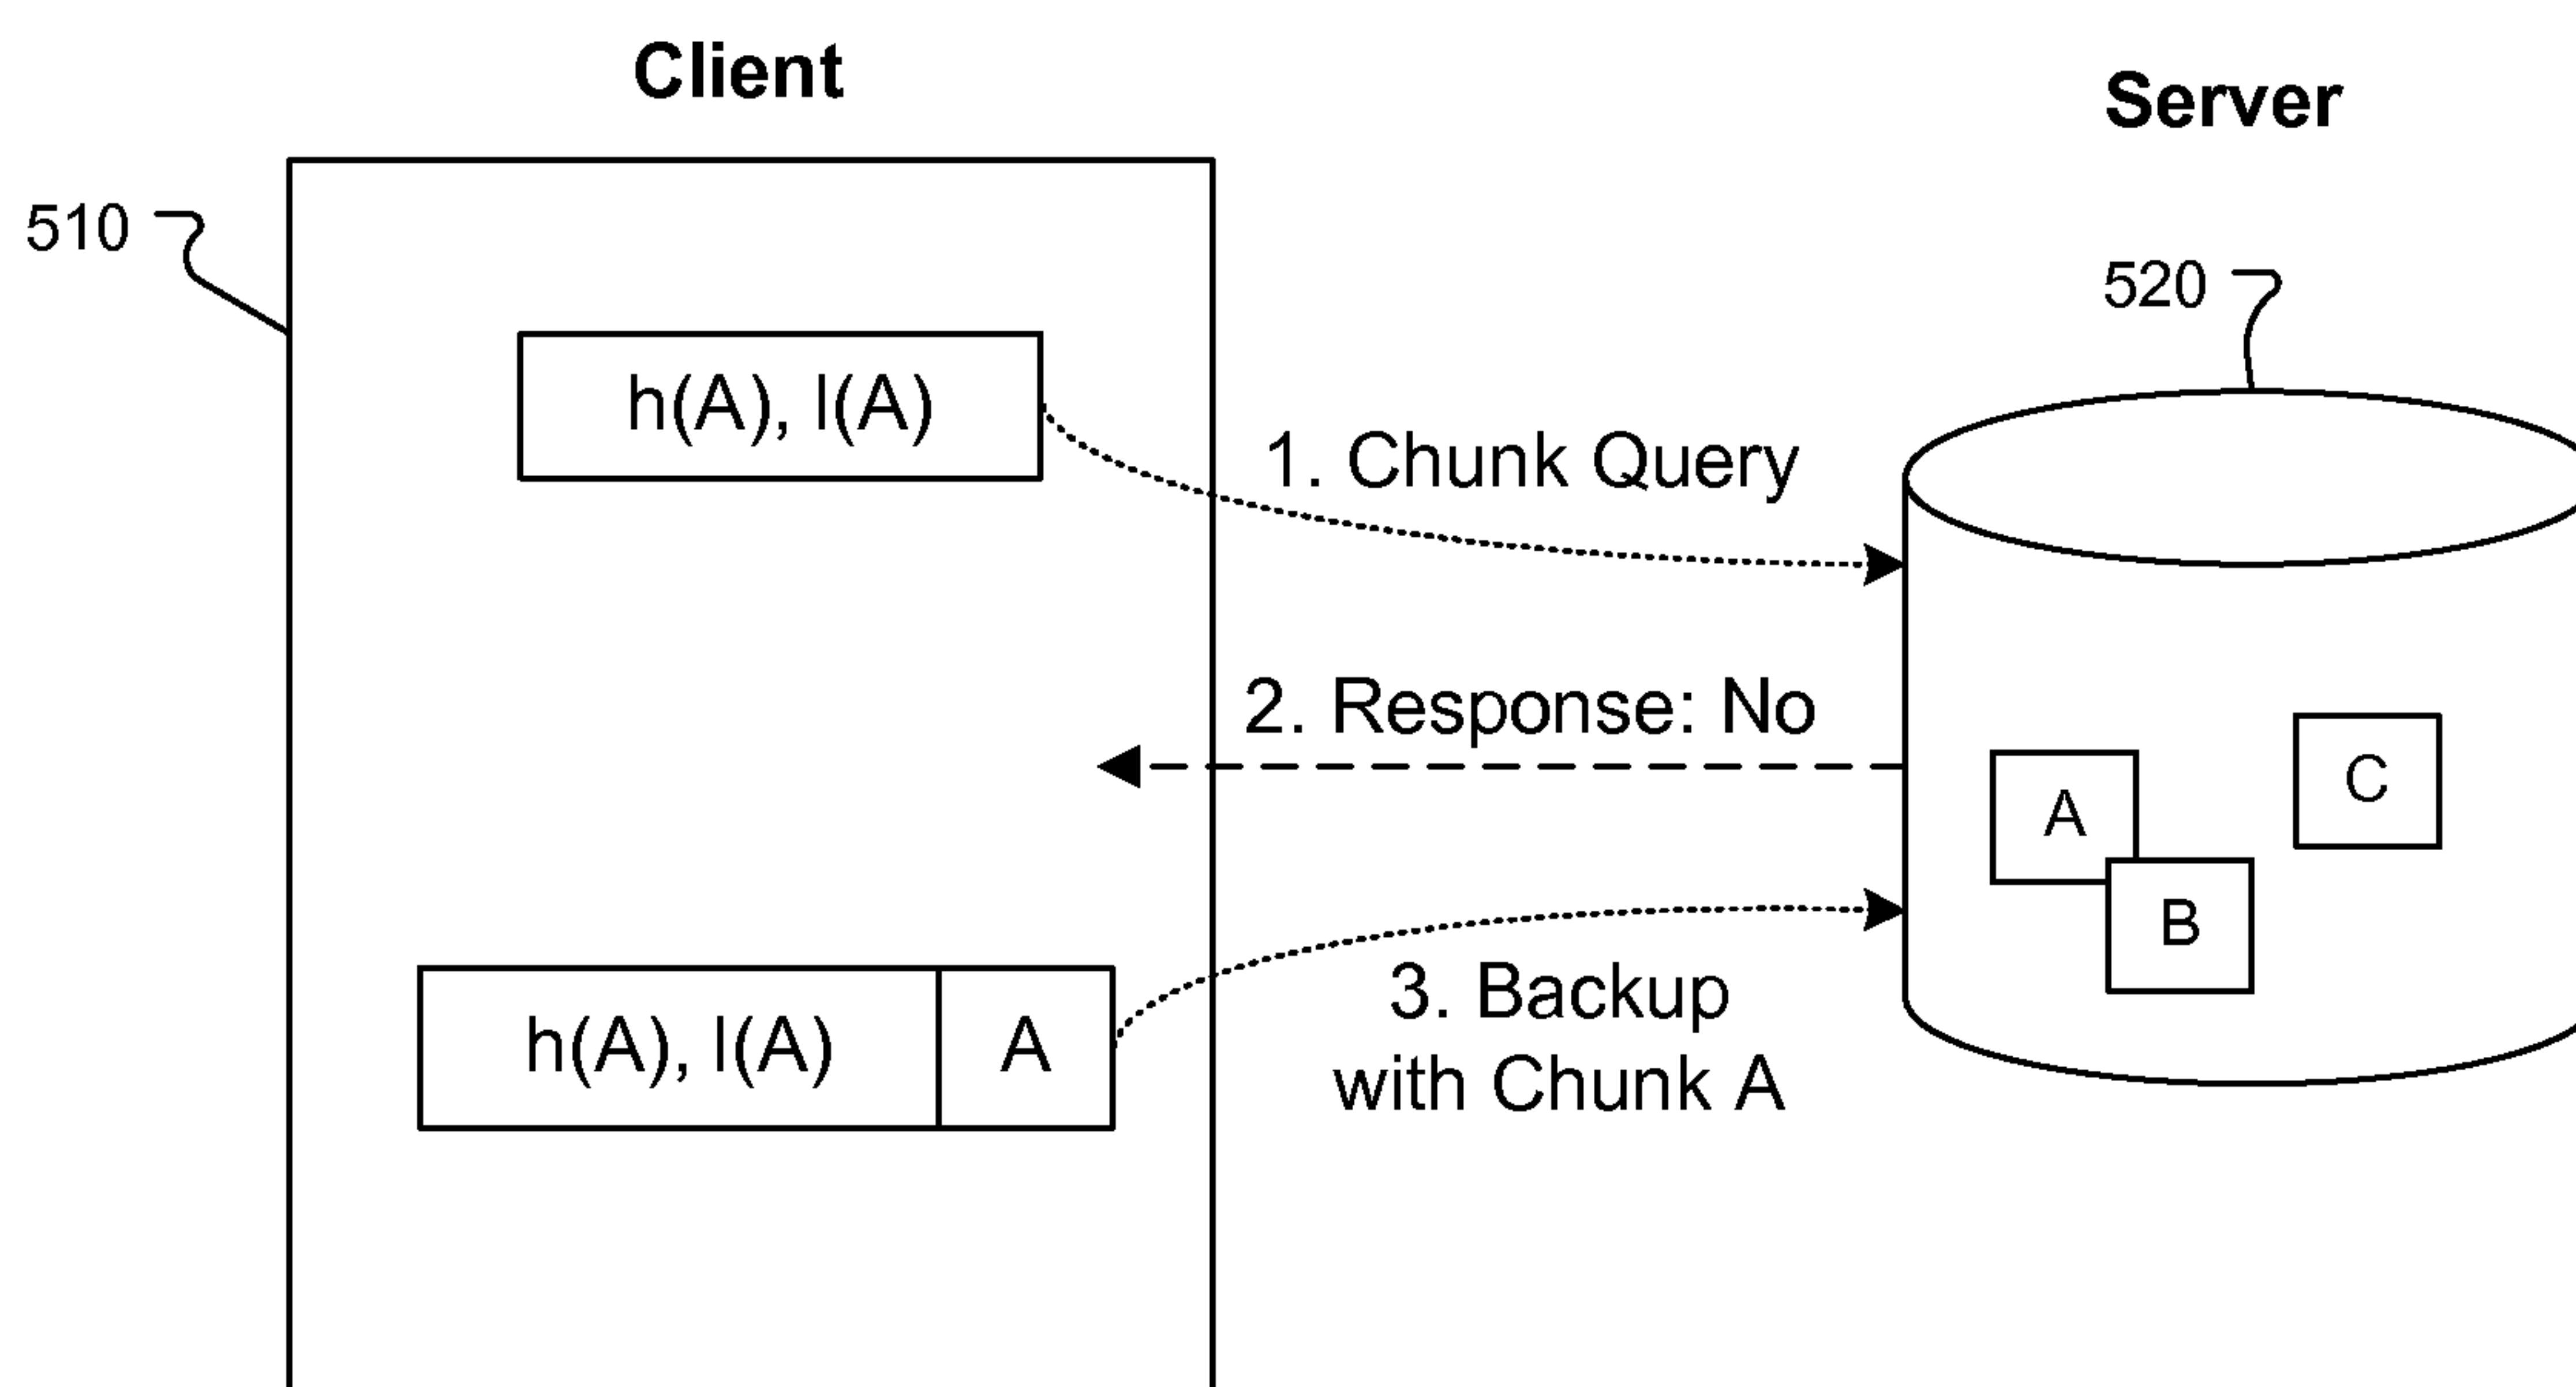 Client
Server
510
520
h(A), l(A)
1. Chunk Query
2. Response: No
A
C
B
h(A), l(A)
A
3. Backup
with Chunk A